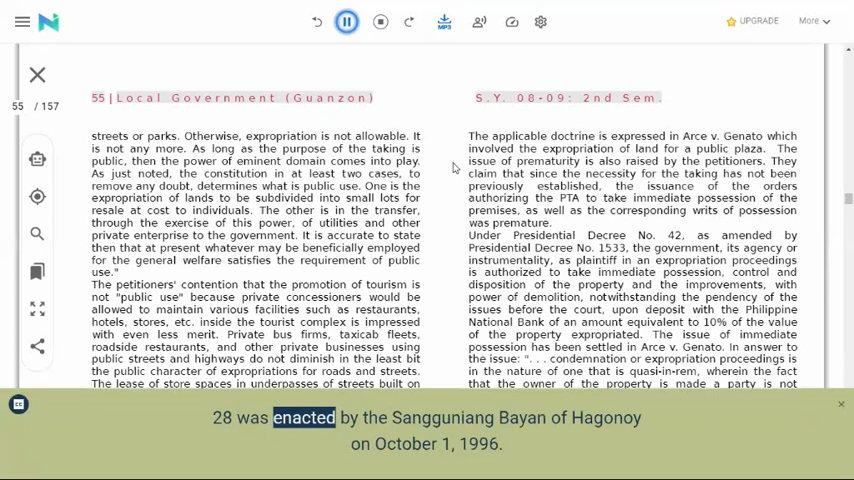 MP3
UPGRADE
More
55 / 157
55|Local Government (Guanzon)
S.Y. 08-09: 2nd Sem.
streets or parks. Otherwise, expropriation is not allowable. It
is not any more. As long as the purpose of the taking is
public, then the power of eminent domain comes into play.
As just noted, the constitution in at least two cases, to
remove any doubt, determines what is public use. One is the
expropriation of lands to be subdivided into small lots for
resale at cost to individuals. The other is in the transfer,
through the exercise of this power, of utilities and other
private enterprise to the government. It is accurate to state
then that at present whatever may be beneficially employed
for the general welfare satisfies the requirement of public
use."
The petitioners' contention that the promotion of tourism is
not "public use" because private concessioners would be
allowed to maintain various facilities such as restaurants,
hotels, stores, etc. inside the tourist complex is impressed
with even less merit. Private bus firms, taxicab fleets,
roadside restaurants, and other private businesses using
public streets and highways do not diminish in the least bit
the public character of expropriations for roads and streets.
The lease of store spaces in underpasses of streets built on
The applicable doctrine is expressed in Arce v. Genato which
involved the expropriation of land for a public plaza. The
issue of prematurity is also raised by the petitioners. They
claim that since the necessity for the taking has not been
previously established, the issuance of the orders
authorizing the PTA to take immediate possession of the
premises, as well as the corresponding writs of possession
was premature.
Under Presidential Decree No. 42, as amended by
Presidential Decree No. 1533, the government, its agency or
instrumentality, as plaintiff in an expropriation proceedings
is authorized to take immediate possession, control and
disposition of the property and the improvements, with
power of demolition, notwithstanding the pendency of the
issues before the court, upon deposit with the Philippine
National Bank of an amount equivalent to 10% of the value
of the property expropriated. The issue of immediate
possession has been settled in Arce v. Genato. In answer to
the issue: ". . . condemnation or expropriation proceedings is
in the nature of one that is quasi-in-rem, wherein the fact
that the owner of the property is made a party is not
28 was enacted by the Sangguniang Bayan of Hagonoy
on October 1, 1996.